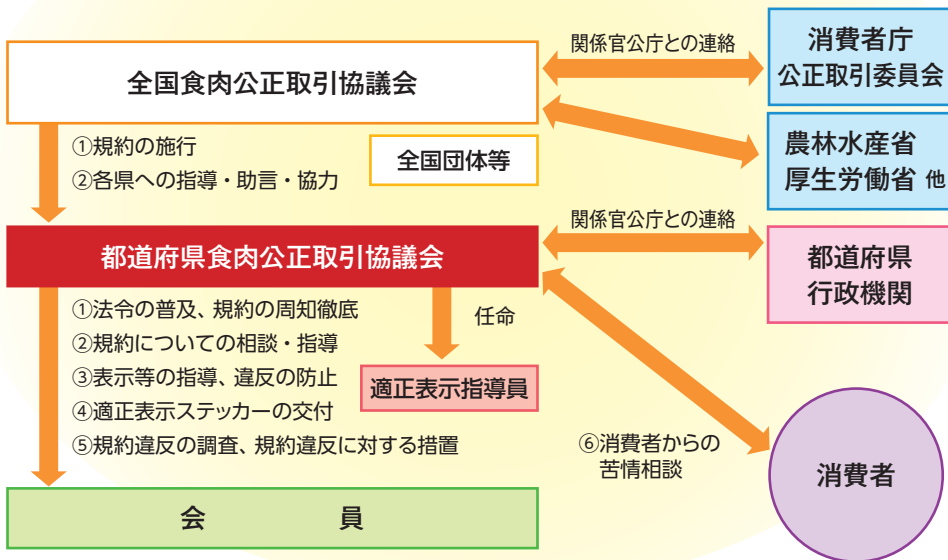 関係官公庁との連絡
消費者庁
公正取引委員会
全国食肉公正取引協議会
①規約の施行
②各県への指導・助言・協力
全国団体等
農林水産省
厚生労働省 他
関係官公庁との連絡
都道府県食肉公正取引協議会
都道府県
行政機関
①法令の普及、規約の周知徹底
②規約についての相談・指導
③表示等の指導、違反の防止
④適正表示ステッカーの交付
⑤規約違反の調査、規約違反に対する措置
任命
適正表示指導員
⑥消費者からの
苦情相談
消費者
会員